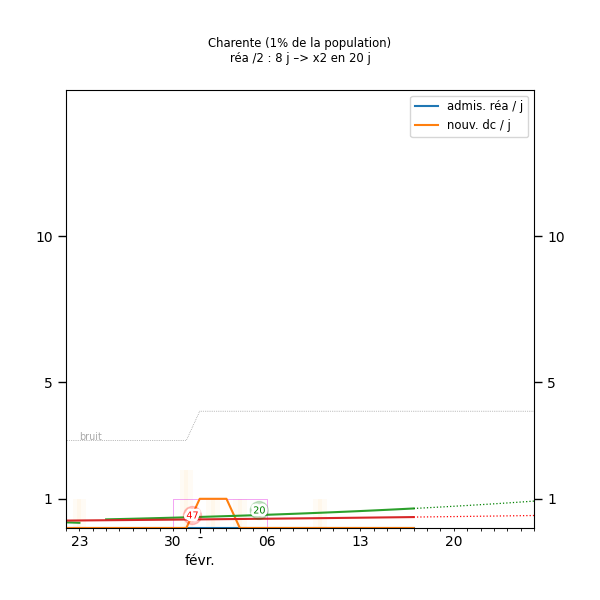 Charente (1% de la population)
réa /2 : 8 j –> x2 en 20 j
admis. réa / j
nouv. dc / j
10
10
5
5
bruit
1
1
47
20
23
30
-
06
13
20
févr.